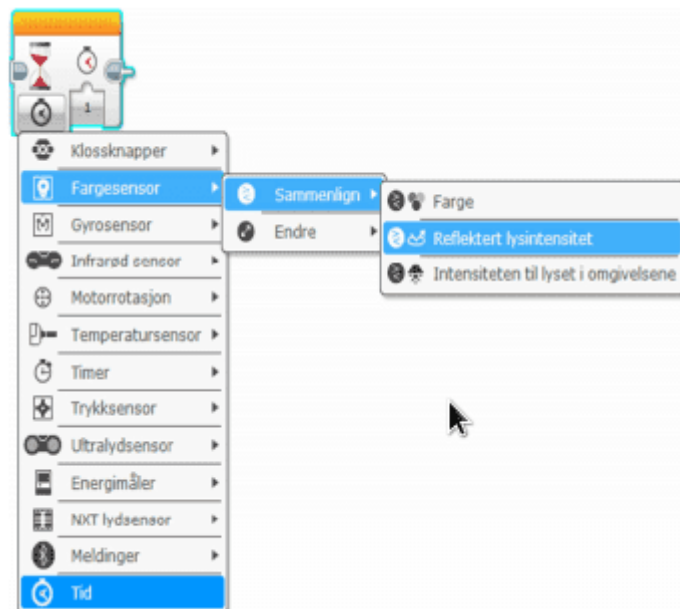 1
Klossknapper
Fargesensor
Sammenlign
Farge
Gyrosensor
Endre
Reflektert lysintensitet
Infrarød sensor
Intensiteten til lyset i omgivelsene
Motorrotasjon
Temperatursensor
Timer
Trykksensor
Ultralydsensor
Energimåler
NXT lydsensor
Meldinger
Tid